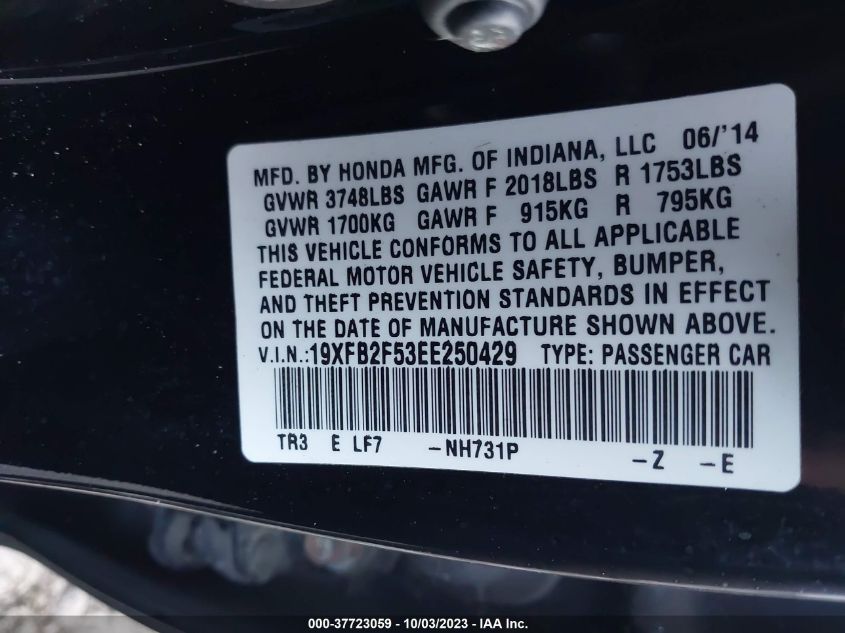 MFD. BY HONDA MFG. OF INDIANA, LLC 06/'14
GVWR 3748LBS GAWR F 2018LBS R 1753LBS
GVWR 1700KG GAWR F 915KG R 795KG
THIS VEHICLE CONFORMS TO ALL APPLICABLE
FEDERAL MOTOR VEHICLE SAFETY, BUMPER,
AND THEFT PREVENTION STANDARDS IN EFFECT
ON THE DATE OF MANUFACTURE SHOWN ABOVE.
V.I.N.:19XFB2F53EE250429 TYPE: PASSENGER CAR
TR3 E LF7 -NH731P -Z -E
000-37723059 - 10/03/2023 - IAA Inc.